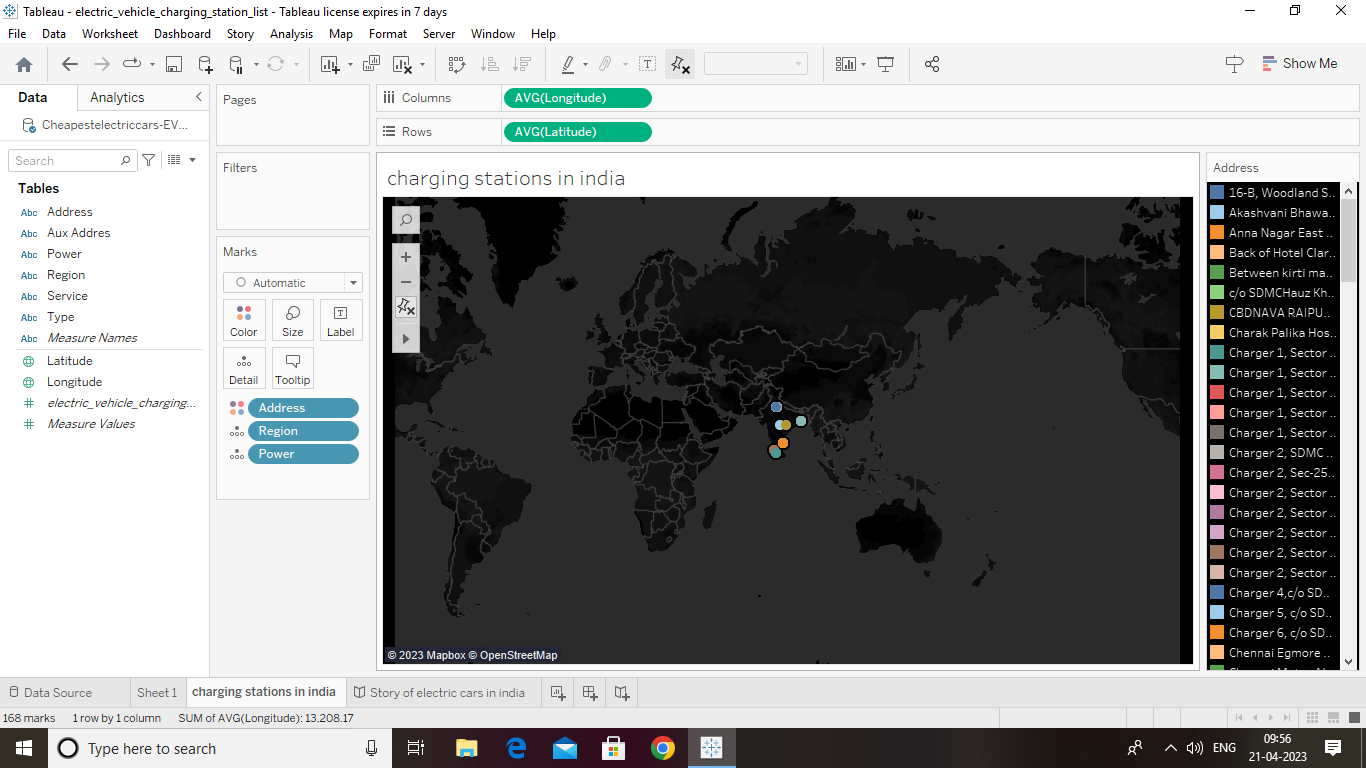 Tableau - electric_vehicle_charging_station_list - Tableau license expires in 7 days
File Data Worksheet Dashboard Story Analysis Map Format Server Window Help
Show Me
Data Analytics
Cheapestelectriccars-EV...
Search
Tables
Abc Address
Abc Aux Addres
Abc Power
Abc Region
Abc Service
Abc Type
Abc Measure Names
Latitude
Longitude
electric_vehicle_charging...
Measure Values
Pages
Filters
Marks
Automatic
Color Size Label
Detail Tooltip
Address
Region
Power
Columns AVG(Longitude)
Rows AVG(Latitude)
charging stations in india
© 2023 Mapbox © OpenStreetMap
Address
16-B, Woodland S..
Akashvani Bhawa..
Anna Nagar East ..
Back of Hotel Clar..
Between kirti ma..
c/o SDMCHauz Kh..
CBDNAVA RAIPU..
Charak Palika Hos..
Charger 1, Sector ..
Charger 1, Sector ..
Charger 1, Sector ..
Charger 1, Sector ..
Charger 1, Sector ..
Charger 2, SDMC ..
Charger 2, Sec-25..
Charger 2, Sector ..
Charger 2, Sector ..
Charger 2, Sector ..
Charger 2, Sector ..
Charger 2, Sector ..
Charger 4,c/o SD..
Charger 5, c/o SD..
Charger 6, c/o SD..
Chennai Egmore ..
Data Source Sheet 1 charging stations in india Story of electric cars in india
168 marks 1 row by 1 column SUM of AVG(Longitude): 13,208.17
Type here to search
ENG
09:56
21-04-2023